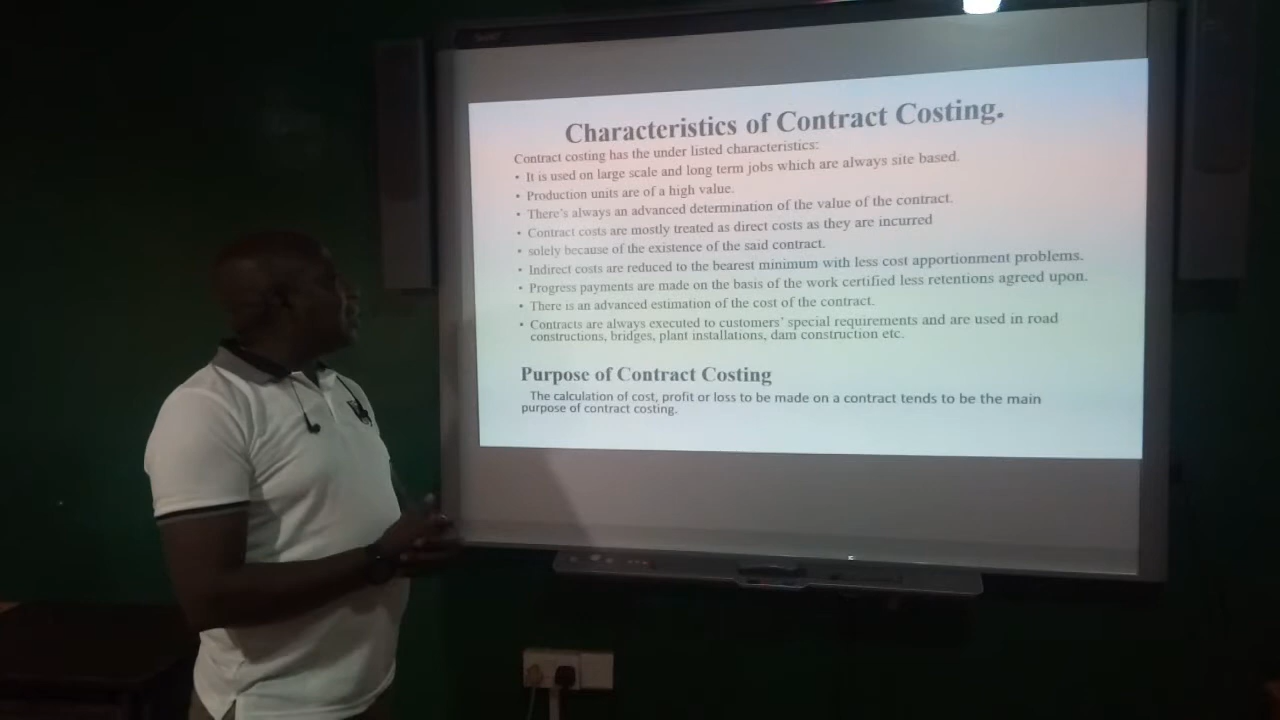 Characteristics of Contract Costing.
Contract costing has the under listed characteristics:
• It is used on large scale and long term jobs which are always site based.
• Production units are of a high value.
• There's always an advanced determination of the value of the contract.
• Contract costs are mostly treated as direct costs as they are incurred
• solely because of the existence of the said contract.
• Indirect costs are reduced to the bearest minimum with less cost apportionment problems.
• Progress payments are made on the basis of the work certified less retentions agreed upon.
• There is an advanced estimation of the cost of the contract.
• Contracts are always executed to customers' special requirements and are used in road
constructions, bridges, plant installations, dam construction etc.
Purpose of Contract Costing
The calculation of cost, profit or loss to be made on a contract tends to be the main
purpose of contract costing.